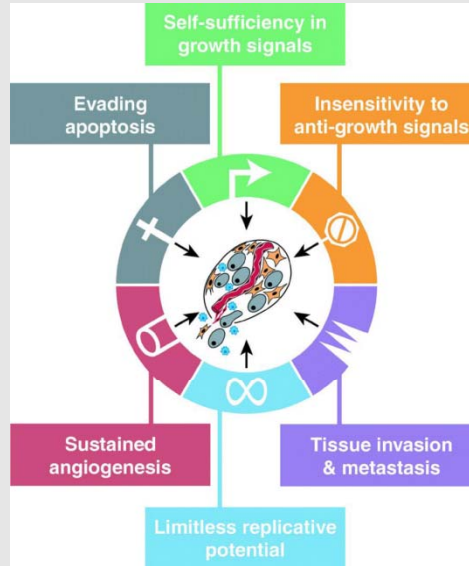 Self-sufficiency in
growth signals
Evading
apoptosis
Insensitivity to
anti-growth signals
Sustained
angiogenesis
Tissue invasion
& metastasis
Limitless replicative
potential